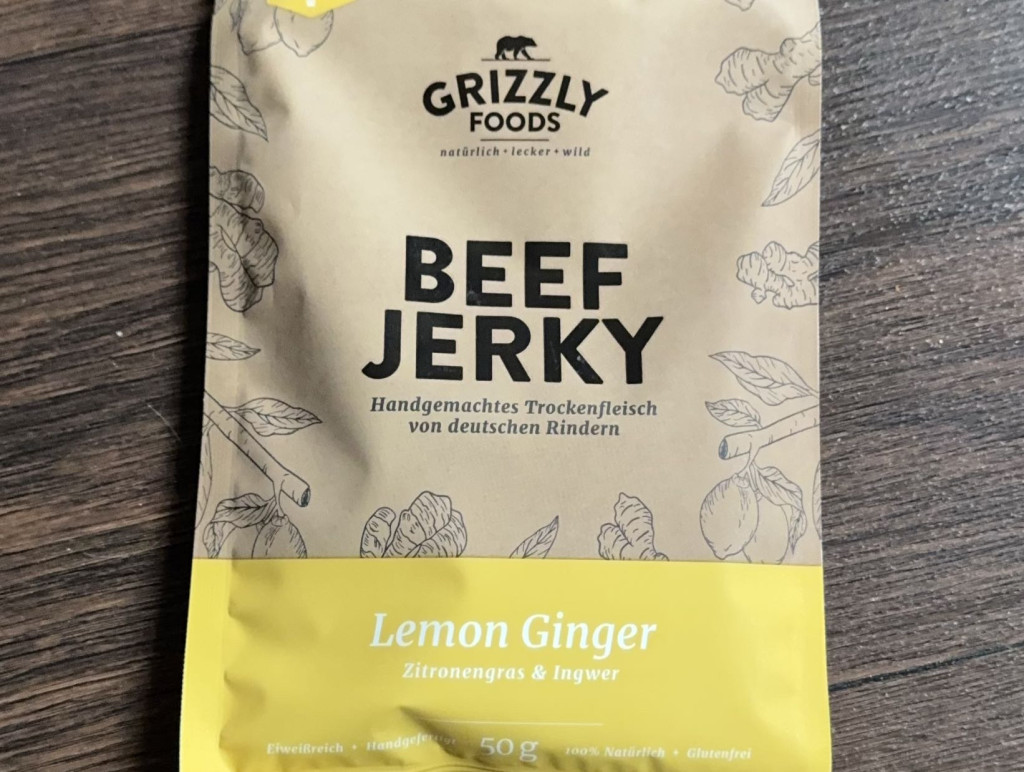 GRIZZLY
FOODS
natürlich • lecker • wild
BEEF
JERKY
Handgemachtes Trockenfleisch
von deutschen Rindern
Lemon Ginger
Zitronengras & Ingwer
Eiweißreich • Handgefertigt 50 g 100% Natürlich • Glutenfrei